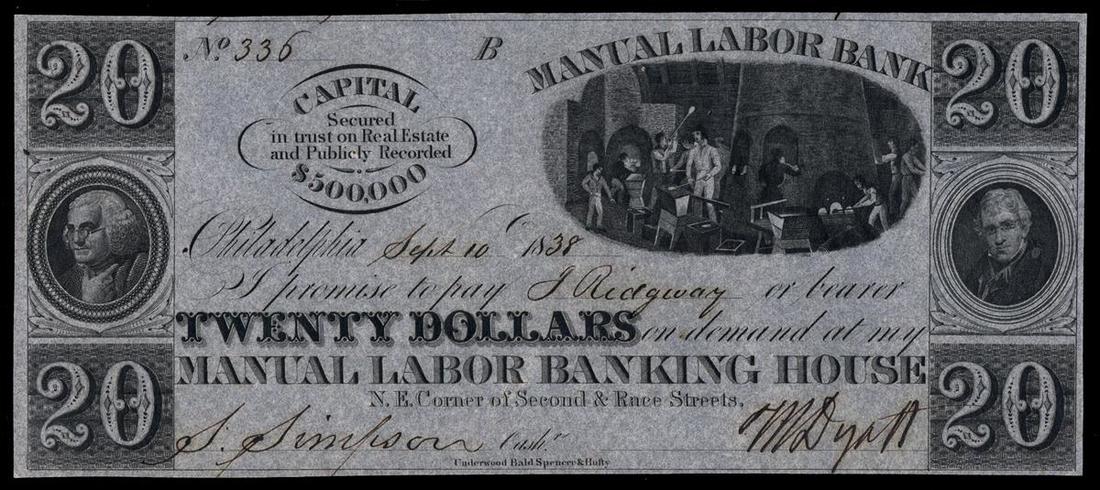 20
No. 336 B MANUAL LABOR BANK
20
CAPITAL
Secured
in trust on Real Estate
and Publicly Recorded
$500,000
Philadelphia Sept 10 1838
I promise to pay J Ridgway or bearer
TWENTY DOLLARS on demand at my
MANUAL LABOR BANKING HOUSE
N. E. Corner of Second & Race Streets,
20
S. Simpson Cashr
TWDyott
20
Underwood Bald Spencer & Hufty